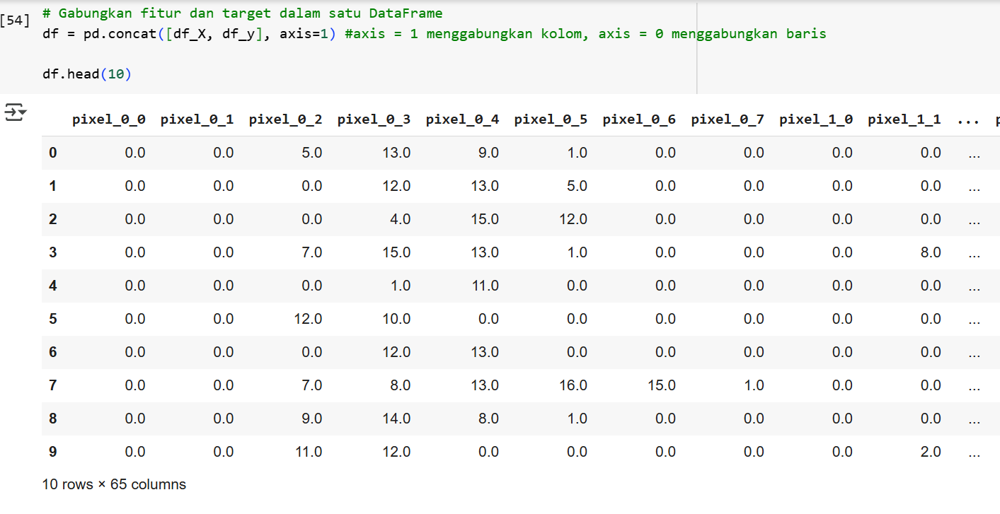 [54]
# Gabungkan fitur dan target dalam satu DataFrame
df = pd.concat([df_X, df_y], axis=1) #axis = 1 menggabungkan kolom, axis = 0 menggabungkan baris
df.head(10)
pixel_0_0 pixel_0_1 pixel_0_2 pixel_0_3 pixel_0_4 pixel_0_5 pixel_0_6 pixel_0_7 pixel_1_0 pixel_1_1 ... p
0 0.0 0.0 5.0 13.0 9.0 1.0 0.0 0.0 0.0 0.0 ...
1 0.0 0.0 0.0 12.0 13.0 5.0 0.0 0.0 0.0 0.0 ...
2 0.0 0.0 0.0 4.0 15.0 12.0 0.0 0.0 0.0 0.0 ...
3 0.0 0.0 7.0 15.0 13.0 1.0 0.0 0.0 0.0 8.0 ...
4 0.0 0.0 0.0 1.0 11.0 0.0 0.0 0.0 0.0 0.0 ...
5 0.0 0.0 12.0 10.0 0.0 0.0 0.0 0.0 0.0 0.0 ...
6 0.0 0.0 0.0 12.0 13.0 0.0 0.0 0.0 0.0 0.0 ...
7 0.0 0.0 7.0 8.0 13.0 16.0 15.0 1.0 0.0 0.0 ...
8 0.0 0.0 9.0 14.0 8.0 1.0 0.0 0.0 0.0 0.0 ...
9 0.0 0.0 11.0 12.0 0.0 0.0 0.0 0.0 0.0 2.0 ...
10 rows × 65 columns